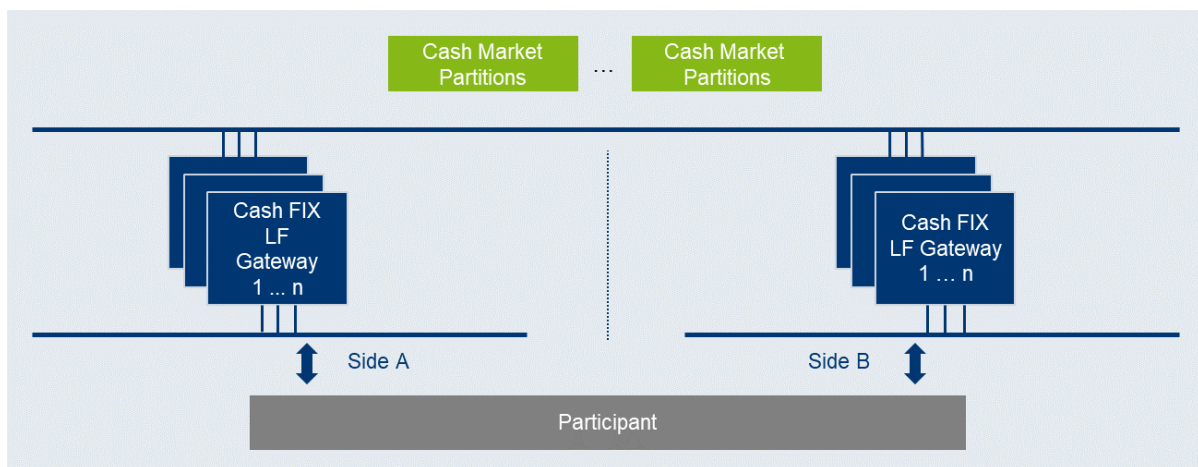 Cash Market
Partitions
...
Cash Market
Partitions
Cash FIX
LF
Gateway
1 ... n
Cash FIX
LF Gateway
1 ... n
Side A
Side B
Participant